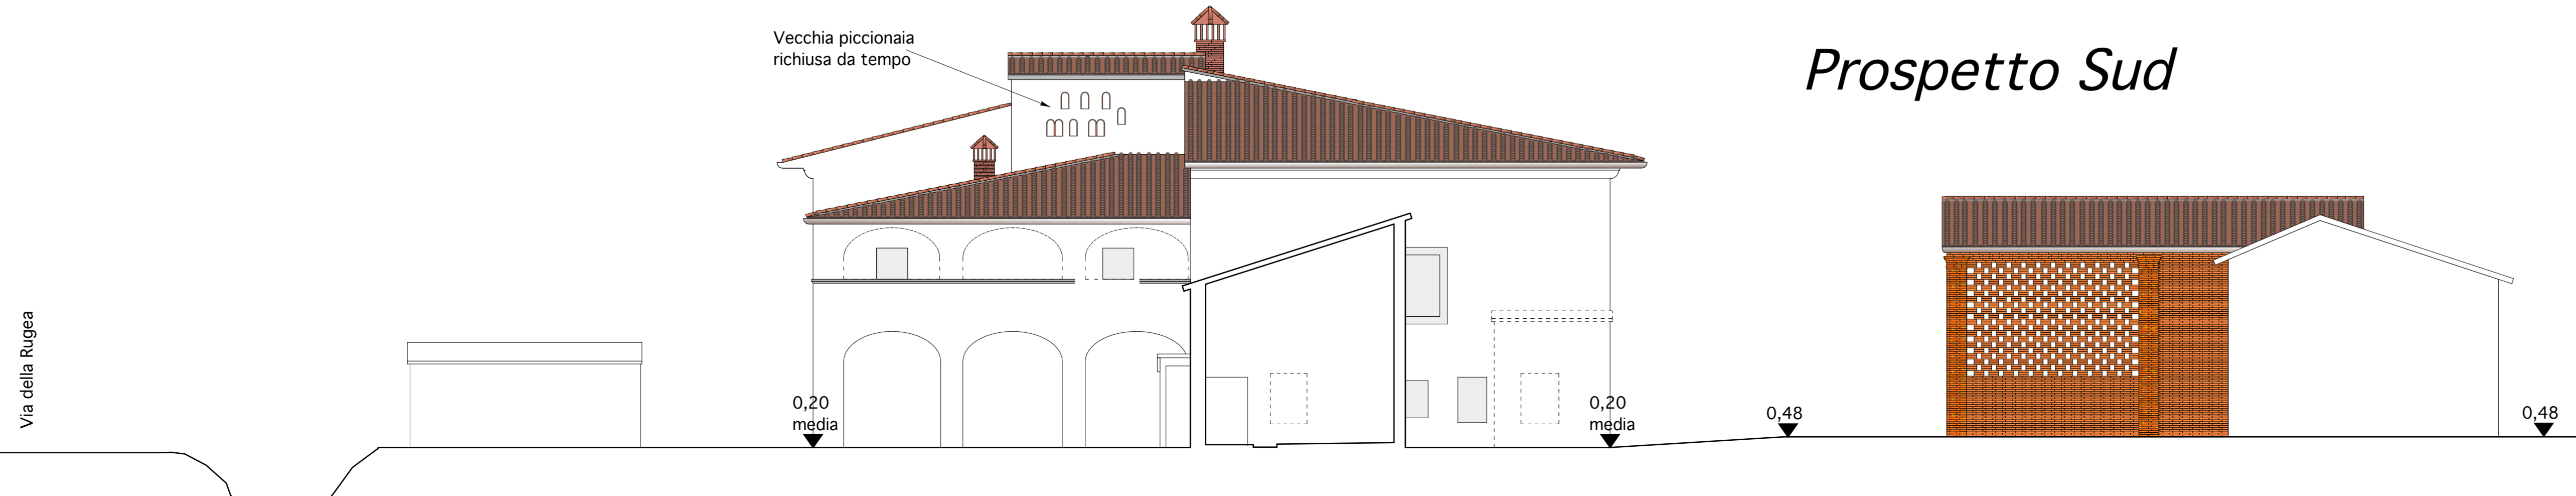 Vecchia piccionaia
richiusa da tempo
Prospetto Sud
Via della Rugea
0,20
media
0,20
media
0,48
0,48